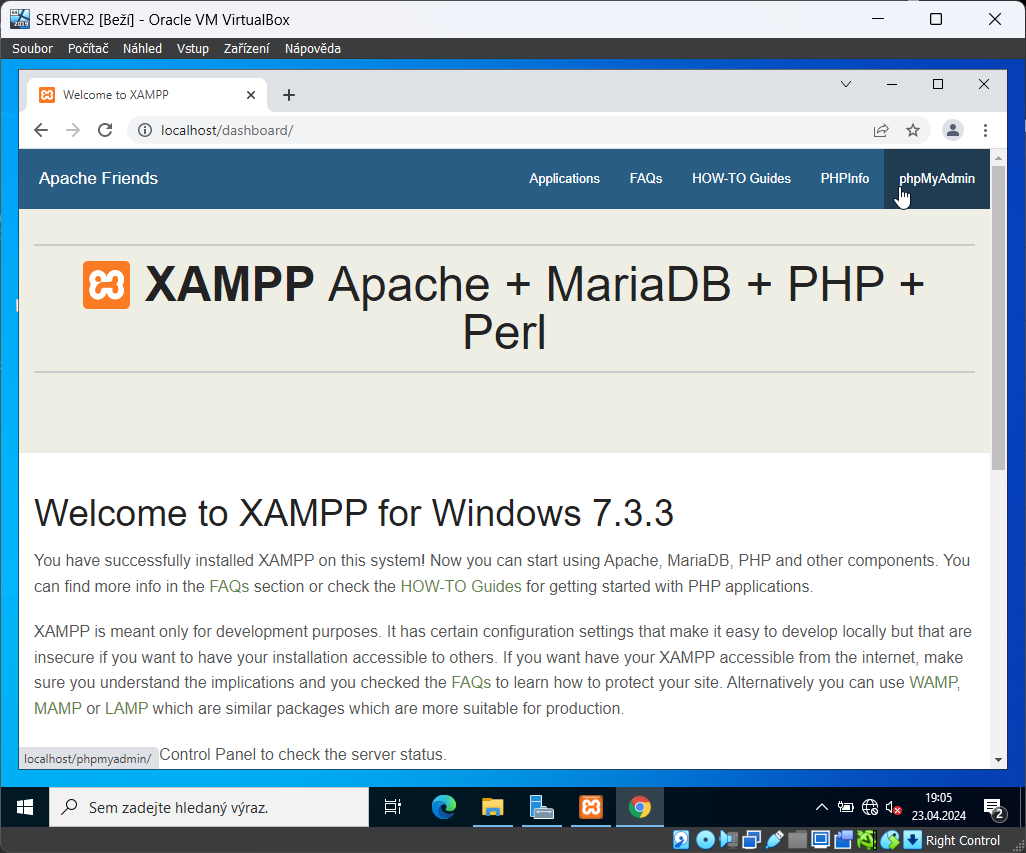 SERVER2 [Beží] - Oracle VM VirtualBox
Soubor Počítač Náhled Vstup Zařízení Nápověda
Welcome to XAMPP
localhost/dashboard/
Apache Friends Applications FAQs HOW-TO Guides PHPInfo phpMyAdmin
XAMPP Apache + MariaDB + PHP +
Perl
Welcome to XAMPP for Windows 7.3.3
You have successfully installed XAMPP on this system! Now you can start using Apache, MariaDB, PHP and other components. You
can find more info in the FAQs section or check the HOW-TO Guides for getting started with PHP applications.
XAMPP is meant only for development purposes. It has certain configuration settings that make it easy to develop locally but that are
insecure if you want to have your installation accessible to others. If you want have your XAMPP accessible from the internet, make
sure you understand the implications and you checked the FAQs to learn how to protect your site. Alternatively you can use WAMP,
MAMP or LAMP which are similar packages which are more suitable for production.
Control Panel to check the server status.
localhost/phpmyadmin/
Sem zadejte hledaný výraz.
19:05
23.04.2024
2
Right Control